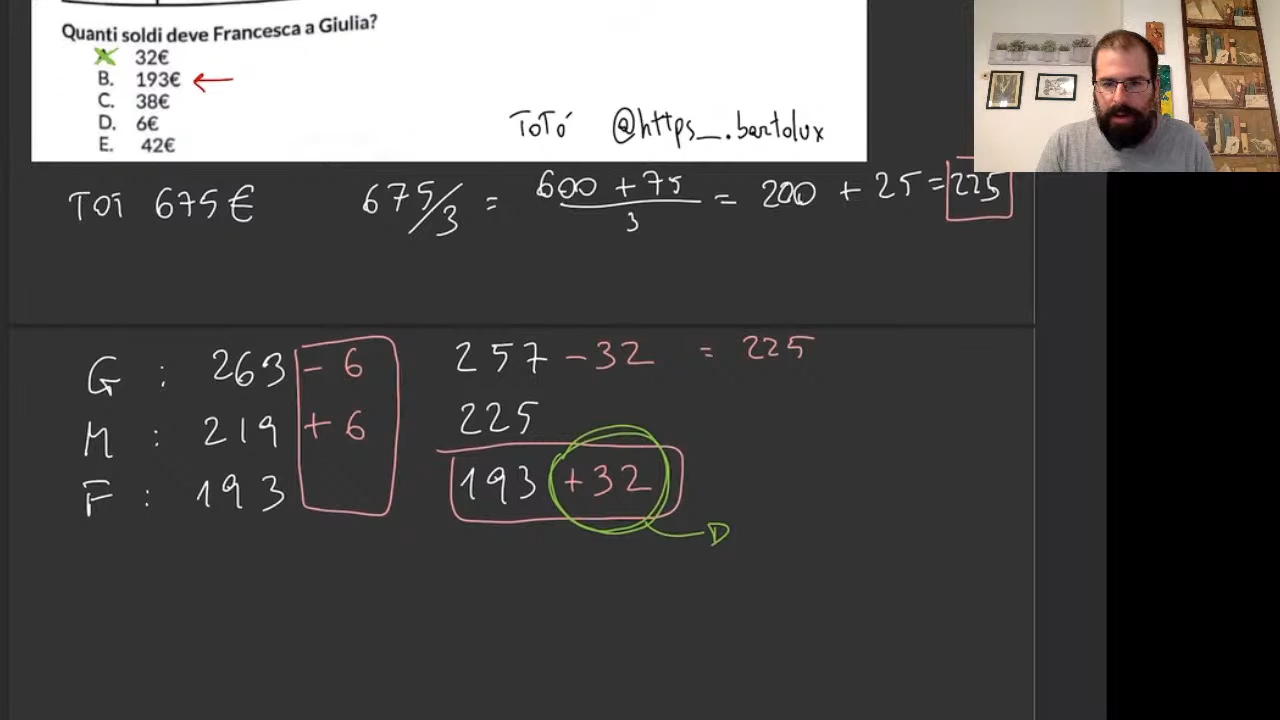 Quanti soldi deve Francesca a Giulia?
A. 32€
B. 193€ ←
C. 38€
D. 6€
E. 42€
TOTÓ @https_.bartolux
TOT 675€ 675/3 = 600 + 75 / 3 = 200 + 25 = 225
G : 263 - 6 257 - 32 = 225
M : 219 + 6 225
F : 193 193 + 32
D